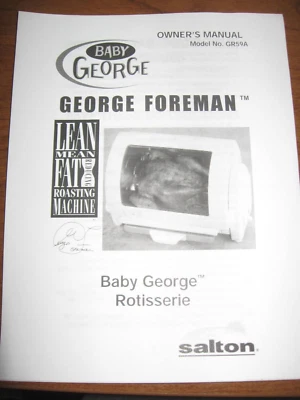 OWNER'S MANUAL
Model No. GR59A
BABY
GEORGE
GEORGE FOREMAN™
LEAN
MEAN
FAT
ROASTING
MACHINE
Baby George™
Rotisserie
salton®